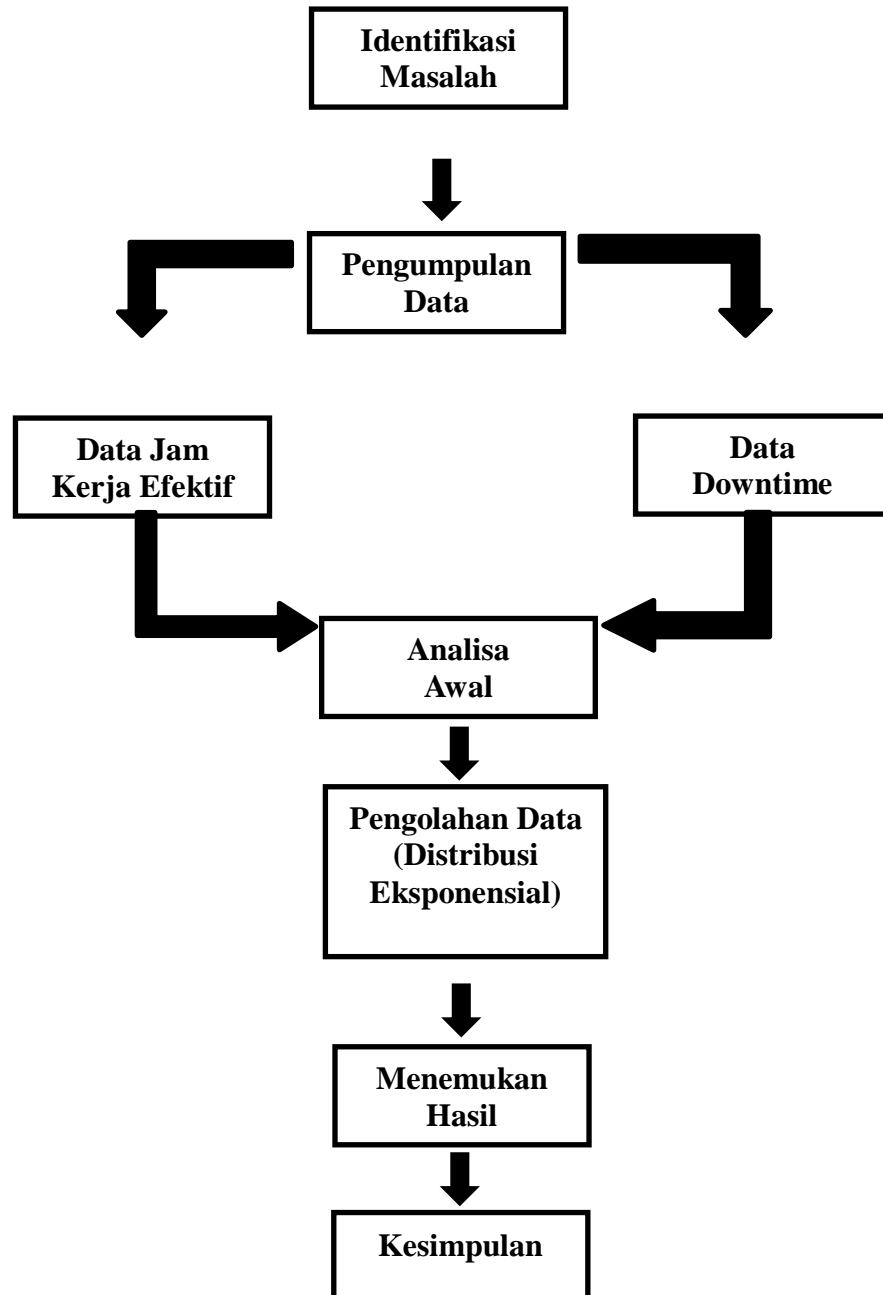 Identifikasi
Masalah
Pengumpulan
Data
Data Jam
Kerja Efektif
Data
Downtime
Analisa
Awal
Pengolahan Data
(Distribusi
Eksponensial)
Menemukan
Hasil
Kesimpulan